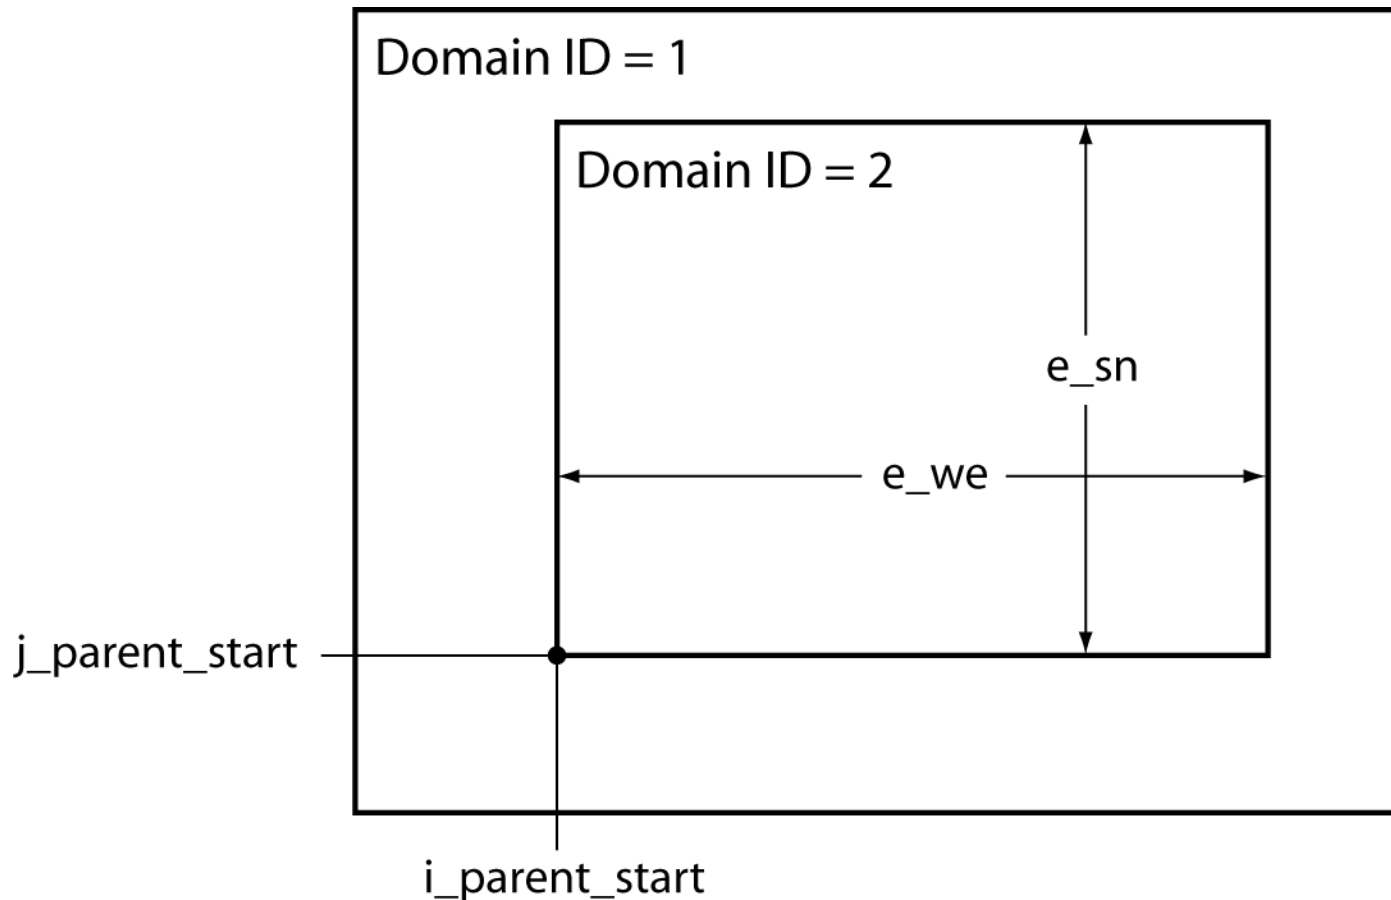 Domain ID = 1
Domain ID = 2
e_sn
e_we
j_parent_start
i_parent_start